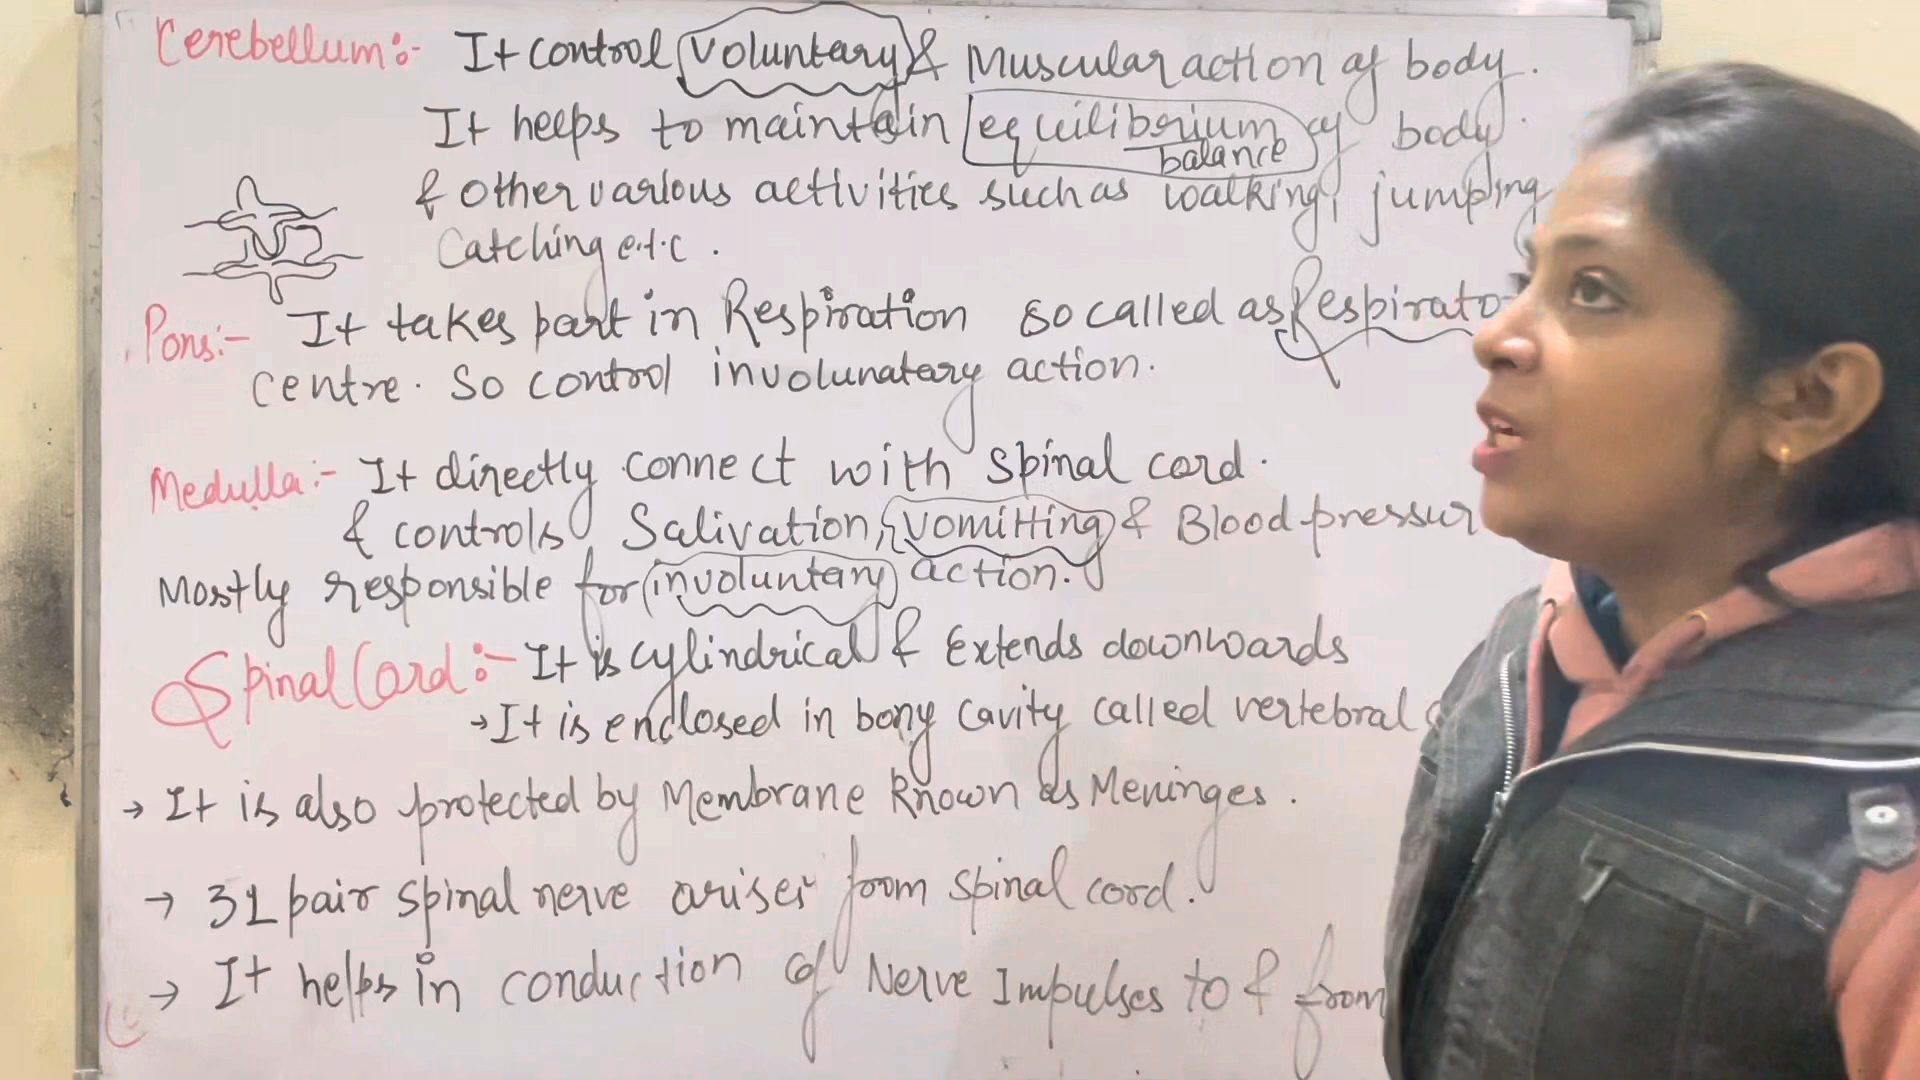 Cerebellum:- It control voluntary & Muscular action of body.
It helps to maintain equilibrium of body.
balance
& other various activities such as walking, jumping
Catching e.t.c.
Pons:- It takes part in Respiration so called as Respirato
centre. So control involunatary action.
Medulla:- It directly connect with spinal cord.
& controls Salivation, vomitting & Blood pressur
Mostly responsible for involuntary action.
Spinal Cord:- It is cylindrical & Extends downwards
→ It is enclosed in bony cavity called vertebral
→ It is also protected by Membrane Known as Meninges.
→ 31 pair spinal nerve ariser from spinal cord.
→ It helps in conduction of Nerve Impulses to & from